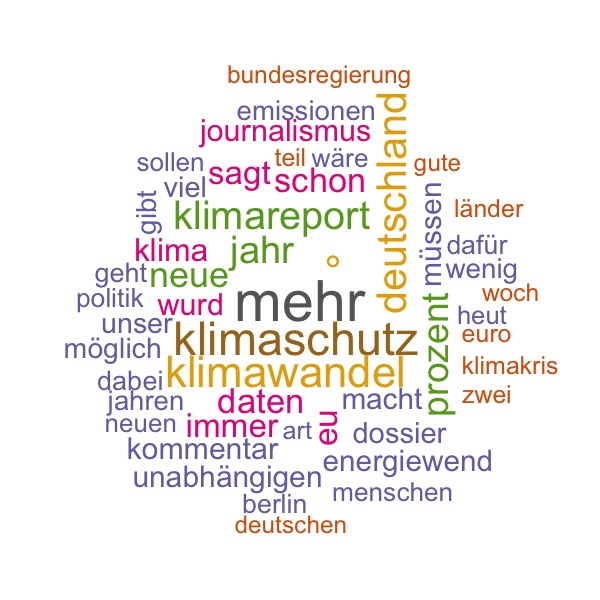 bundesregierung
emissionen
journalismus
deutschland
sollen
teil
wäre
gute
sagt
schon
viel
gibt
müssen
länder
klimareport
klima
jahr
dafür
geht
neue
wenig
politik
wurd
mehr
woch
unser
heut
möglich
klimaschutz
euro
prozent
dabei
klimawandel
klimakris
jahren
daten
macht
zwei
neuen
immer
art
eu
dossier
kommentar
energiewend
unabhängigen
menschen
berlin
deutschen